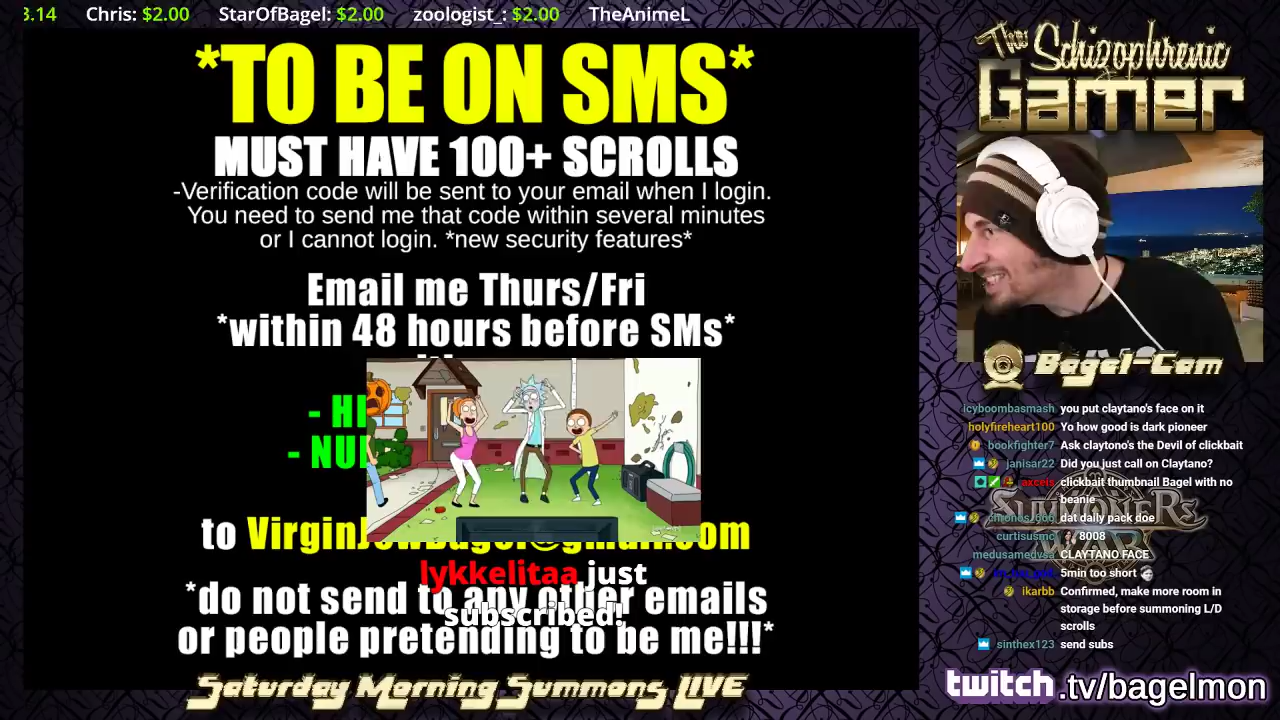 3.14 Chris: $2.00 StarOfBagel: $2.00 zoologist_: $2.00 TheAnimeL
*TO BE ON SMS*
MUST HAVE 100+ SCROLLS
-Verification code will be sent to your email when I login.
You need to send me that code within several minutes
or I cannot login. *new security features*
Email me Thurs/Fri
*within 48 hours before SMs*
- HI
- NU
to
lykkelitaa just
subscribed!
*do not send to any other emails
or people pretending to be me!!!*
Saturday Morning Summons LIVE
The
Schizophrenic
Gamer
Bagel-Cam
icyboombasmash you put claytano's face on it
holyfireheart100 Yo how good is dark pioneer
bookfighter7 Ask claytono's the Devil of clickbait
janisar22 Did you just call on Claytano?
axceis clickbait thumbnail Bagel with no
beanie
dat daily pack doe
curtisusmc 8008
medusamedvsa CLAYTANO FACE
5min too short
ikarbb Confirmed, make more room in
storage before summoning L/D
scrolls
sinthex123 send subs
SUMMONERS
WAR
twitch.tv/bagelmon